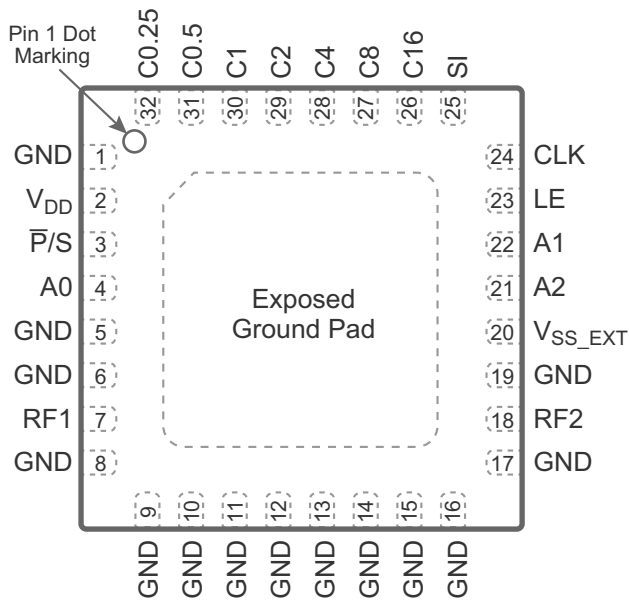 Pin 1 Dot
Marking
C0.25
C0.5
C1
C2
C4
C8
C16
SI
32
31
30
29
28
27
26
25
GND 1
V_DD 2
P̅/S 3
A0 4
GND 5
GND 6
RF1 7
GND 8
24 CLK
23 LE
22 A1
21 A2
20 V_SS_EXT
19 GND
18 RF2
17 GND
Exposed
Ground Pad
9
10
11
12
13
14
15
16
GND
GND
GND
GND
GND
GND
GND
GND